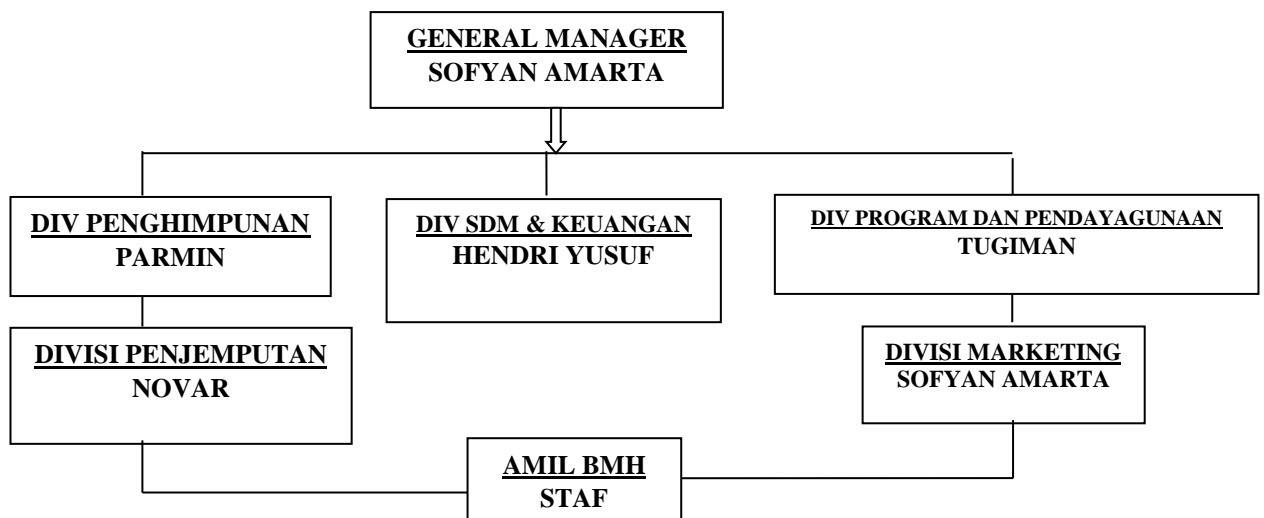 GENERAL MANAGER
SOFYAN AMARTA
DIV PENGHIMPUNAN
PARMIN
DIV SDM & KEUANGAN
HENDRI YUSUF
DIV PROGRAM DAN PENDAYAGUNAAN
TUGIMAN
DIVISI PENJEMPUTAN
NOVAR
DIVISI MARKETING
SOFYAN AMARTA
AMIL BMH
STAF